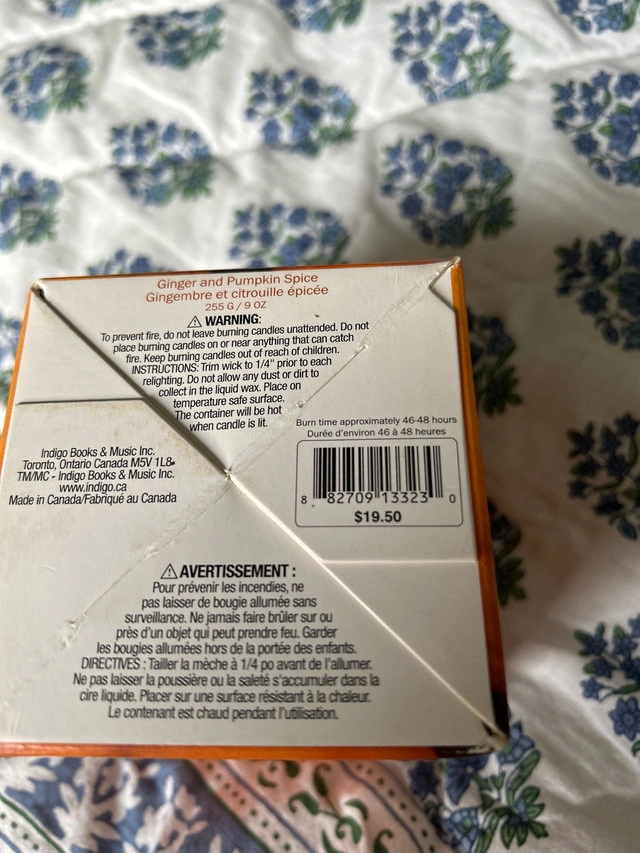 Ginger and Pumpkin Spice
Gingembre et citrouille épicée
255 G / 9 OZ
⚠ WARNING:
To prevent fire, do not leave burning candles unattended. Do not
place burning candles on or near anything that can catch
fire. Keep burning candles out of reach of children.
INSTRUCTIONS: Trim wick to 1/4" prior to each
relighting. Do not allow any dust or dirt to
collect in the liquid wax. Place on
temperature safe surface.
The container will be hot
when candle is lit.
Burn time approximately 46-48 hours
Durée d'environ 46 à 48 heures
8 82709 13323 0
$19.50
Indigo Books & Music Inc.
Toronto, Ontario Canada M5V 1L8
TM/MC - Indigo Books & Music Inc.
www.indigo.ca
Made in Canada/Fabriqué au Canada
⚠ AVERTISSEMENT :
Pour prévenir les incendies, ne
pas laisser de bougie allumée sans
surveillance. Ne jamais faire brûler sur ou
près d'un objet qui peut prendre feu. Garder
les bougies allumées hors de la portée des enfants.
DIRECTIVES : Tailler la mèche à 1/4 po avant de l'allumer.
Ne pas laisser la poussière ou la saleté s'accumuler dans la
cire liquide. Placer sur une surface résistant à la chaleur.
Le contenant est chaud pendant l'utilisation.